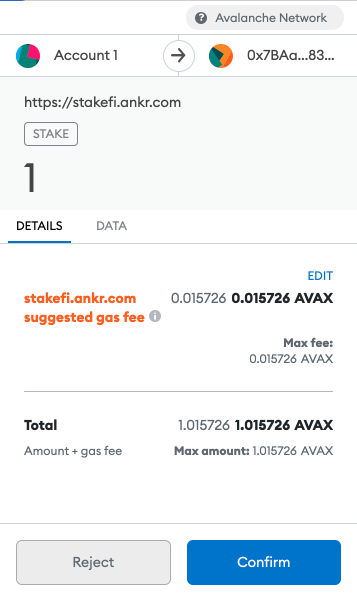 Avalanche Network
Account 1
0x7BAa...83...
https://stakefi.ankr.com
STAKE
1
DETAILS DATA
EDIT
stakefi.ankr.com 0.015726 0.015726 AVAX
suggested gas fee
Max fee:
0.015726 AVAX
Total 1.015726 1.015726 AVAX
Amount + gas fee Max amount: 1.015726 AVAX
Reject Confirm